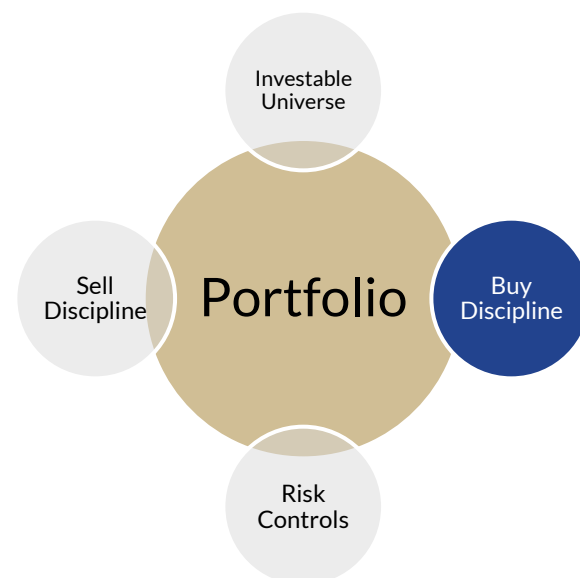 Investable
Universe
Sell
Discipline
Portfolio
Buy
Discipline
Risk
Controls